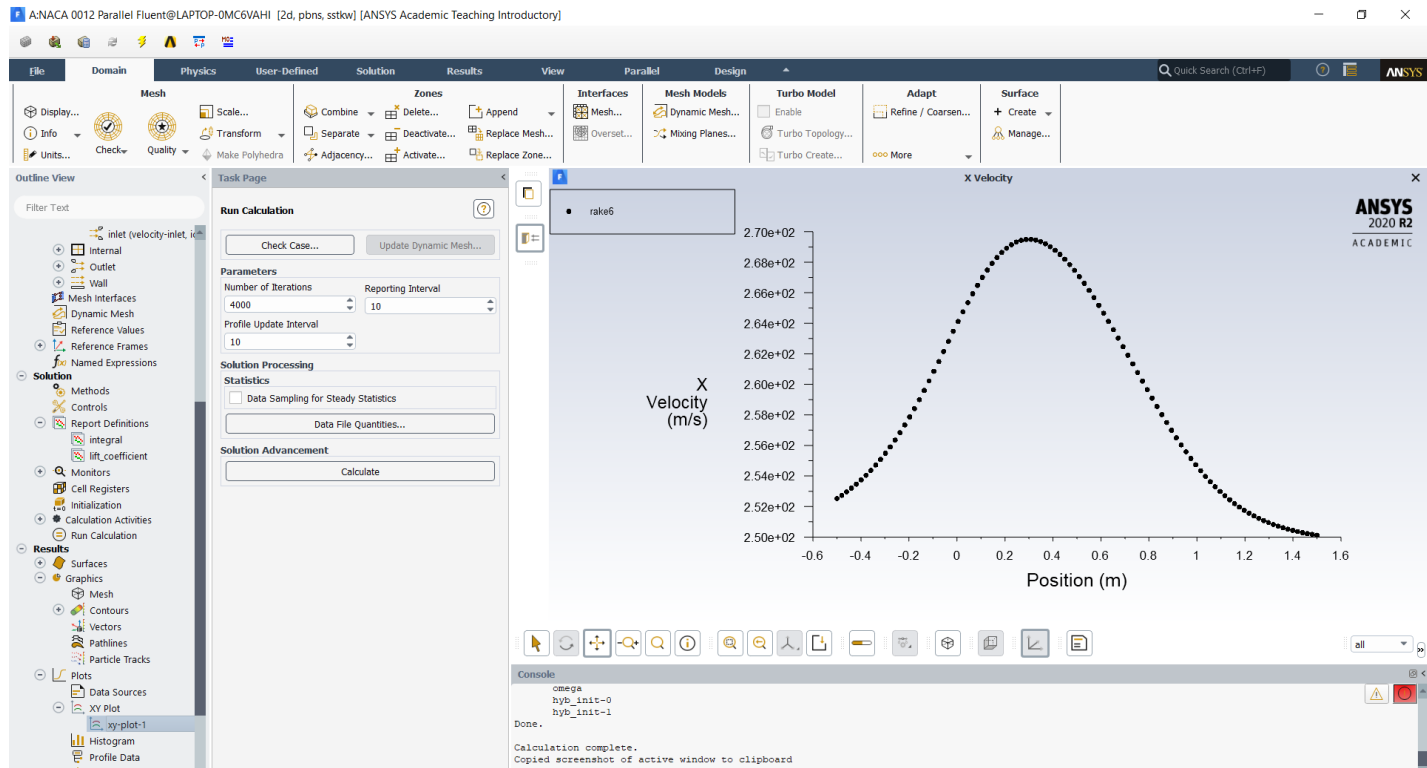 A:NACA 0012 Parallel Fluent@LAPTOP-0MC6VAHI [2d, pbns, sstkw] [ANSYS Academic Teaching Introductory]
File Domain Physics User-Defined Solution Results View Parallel Design Quick Search (Ctrl+F) ANSYS
Mesh Zones Interfaces Mesh Models Turbo Model Adapt Surface
Display... Scale... Combine Delete... Append Mesh... Dynamic Mesh... Enable Refine / Coarsen... + Create
Info Transform Separate Deactivate... Replace Mesh... Overset... Mixing Planes... Turbo Topology... Manage...
Units... Check Quality Make Polyhedra Adjacency... Activate... Replace Zone... Turbo Create... More
Outline View
Filter Text
inlet (velocity-inlet, i
Internal
Outlet
Wall
Mesh Interfaces
Dynamic Mesh
Reference Values
Reference Frames
Named Expressions
Solution
Methods
Controls
Report Definitions
integral
lift_coefficient
Monitors
Cell Registers
Initialization
Calculation Activities
Run Calculation
Results
Surfaces
Graphics
Mesh
Contours
Vectors
Pathlines
Particle Tracks
Plots
Data Sources
XY Plot
xy-plot-1
Histogram
Profile Data
Task Page
Run Calculation
Check Case... Update Dynamic Mesh...
Parameters
Number of Iterations Reporting Interval
4000 10
Profile Update Interval
10
Solution Processing
Statistics
Data Sampling for Steady Statistics
Data File Quantities...
Solution Advancement
Calculate
X Velocity
rake6
ANSYS
2020 R2
ACADEMIC
2.70e+02
2.68e+02
2.66e+02
2.64e+02
2.62e+02
2.60e+02
2.58e+02
2.56e+02
2.54e+02
2.52e+02
2.50e+02
X
Velocity
(m/s)
-0.6 -0.4 -0.2 0 0.2 0.4 0.6 0.8 1 1.2 1.4 1.6
Position (m)
all
Console
omega
hyb_init-0
hyb_init-1
Done.
Calculation complete.
Copied screenshot of active window to clipboard